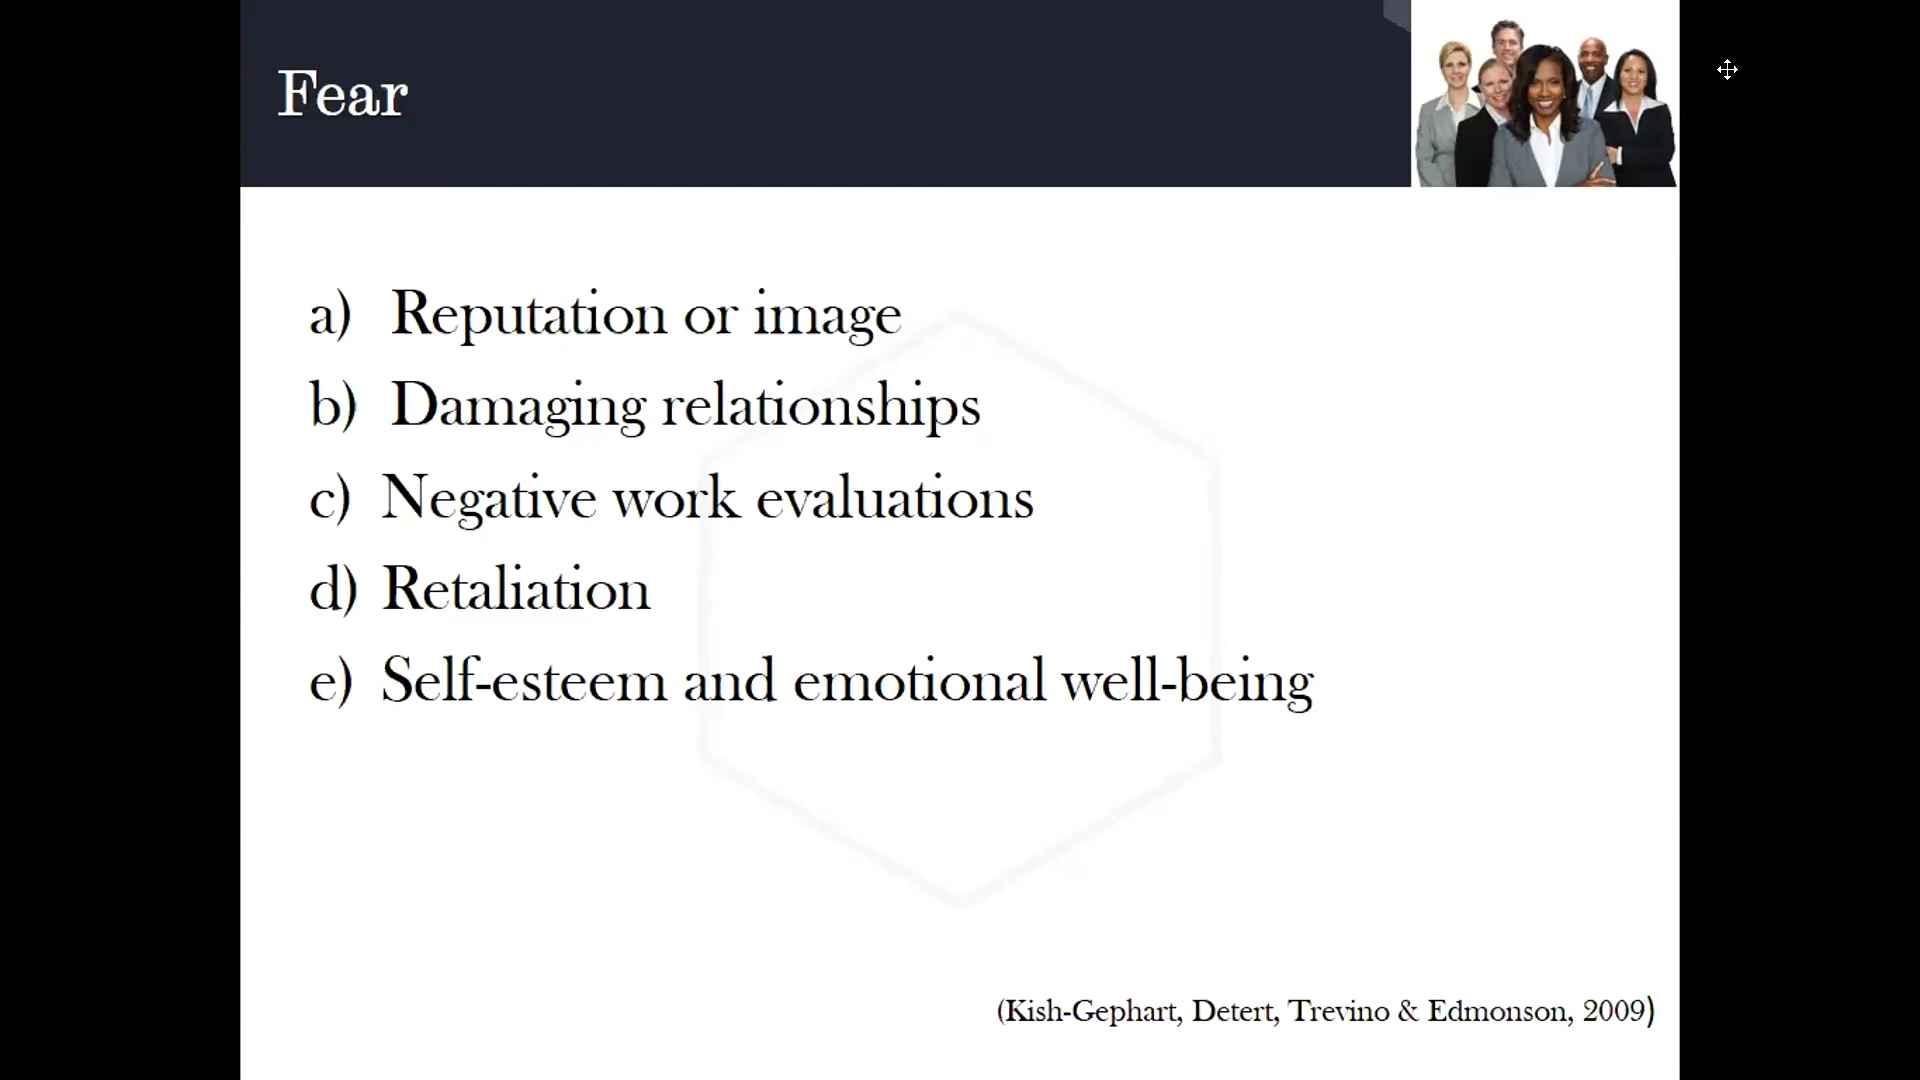 Fear
a) Reputation or image
b) Damaging relationships
c) Negative work evaluations
d) Retaliation
e) Self-esteem and emotional well-being
(Kish-Gephart, Detert, Trevino & Edmonson, 2009)